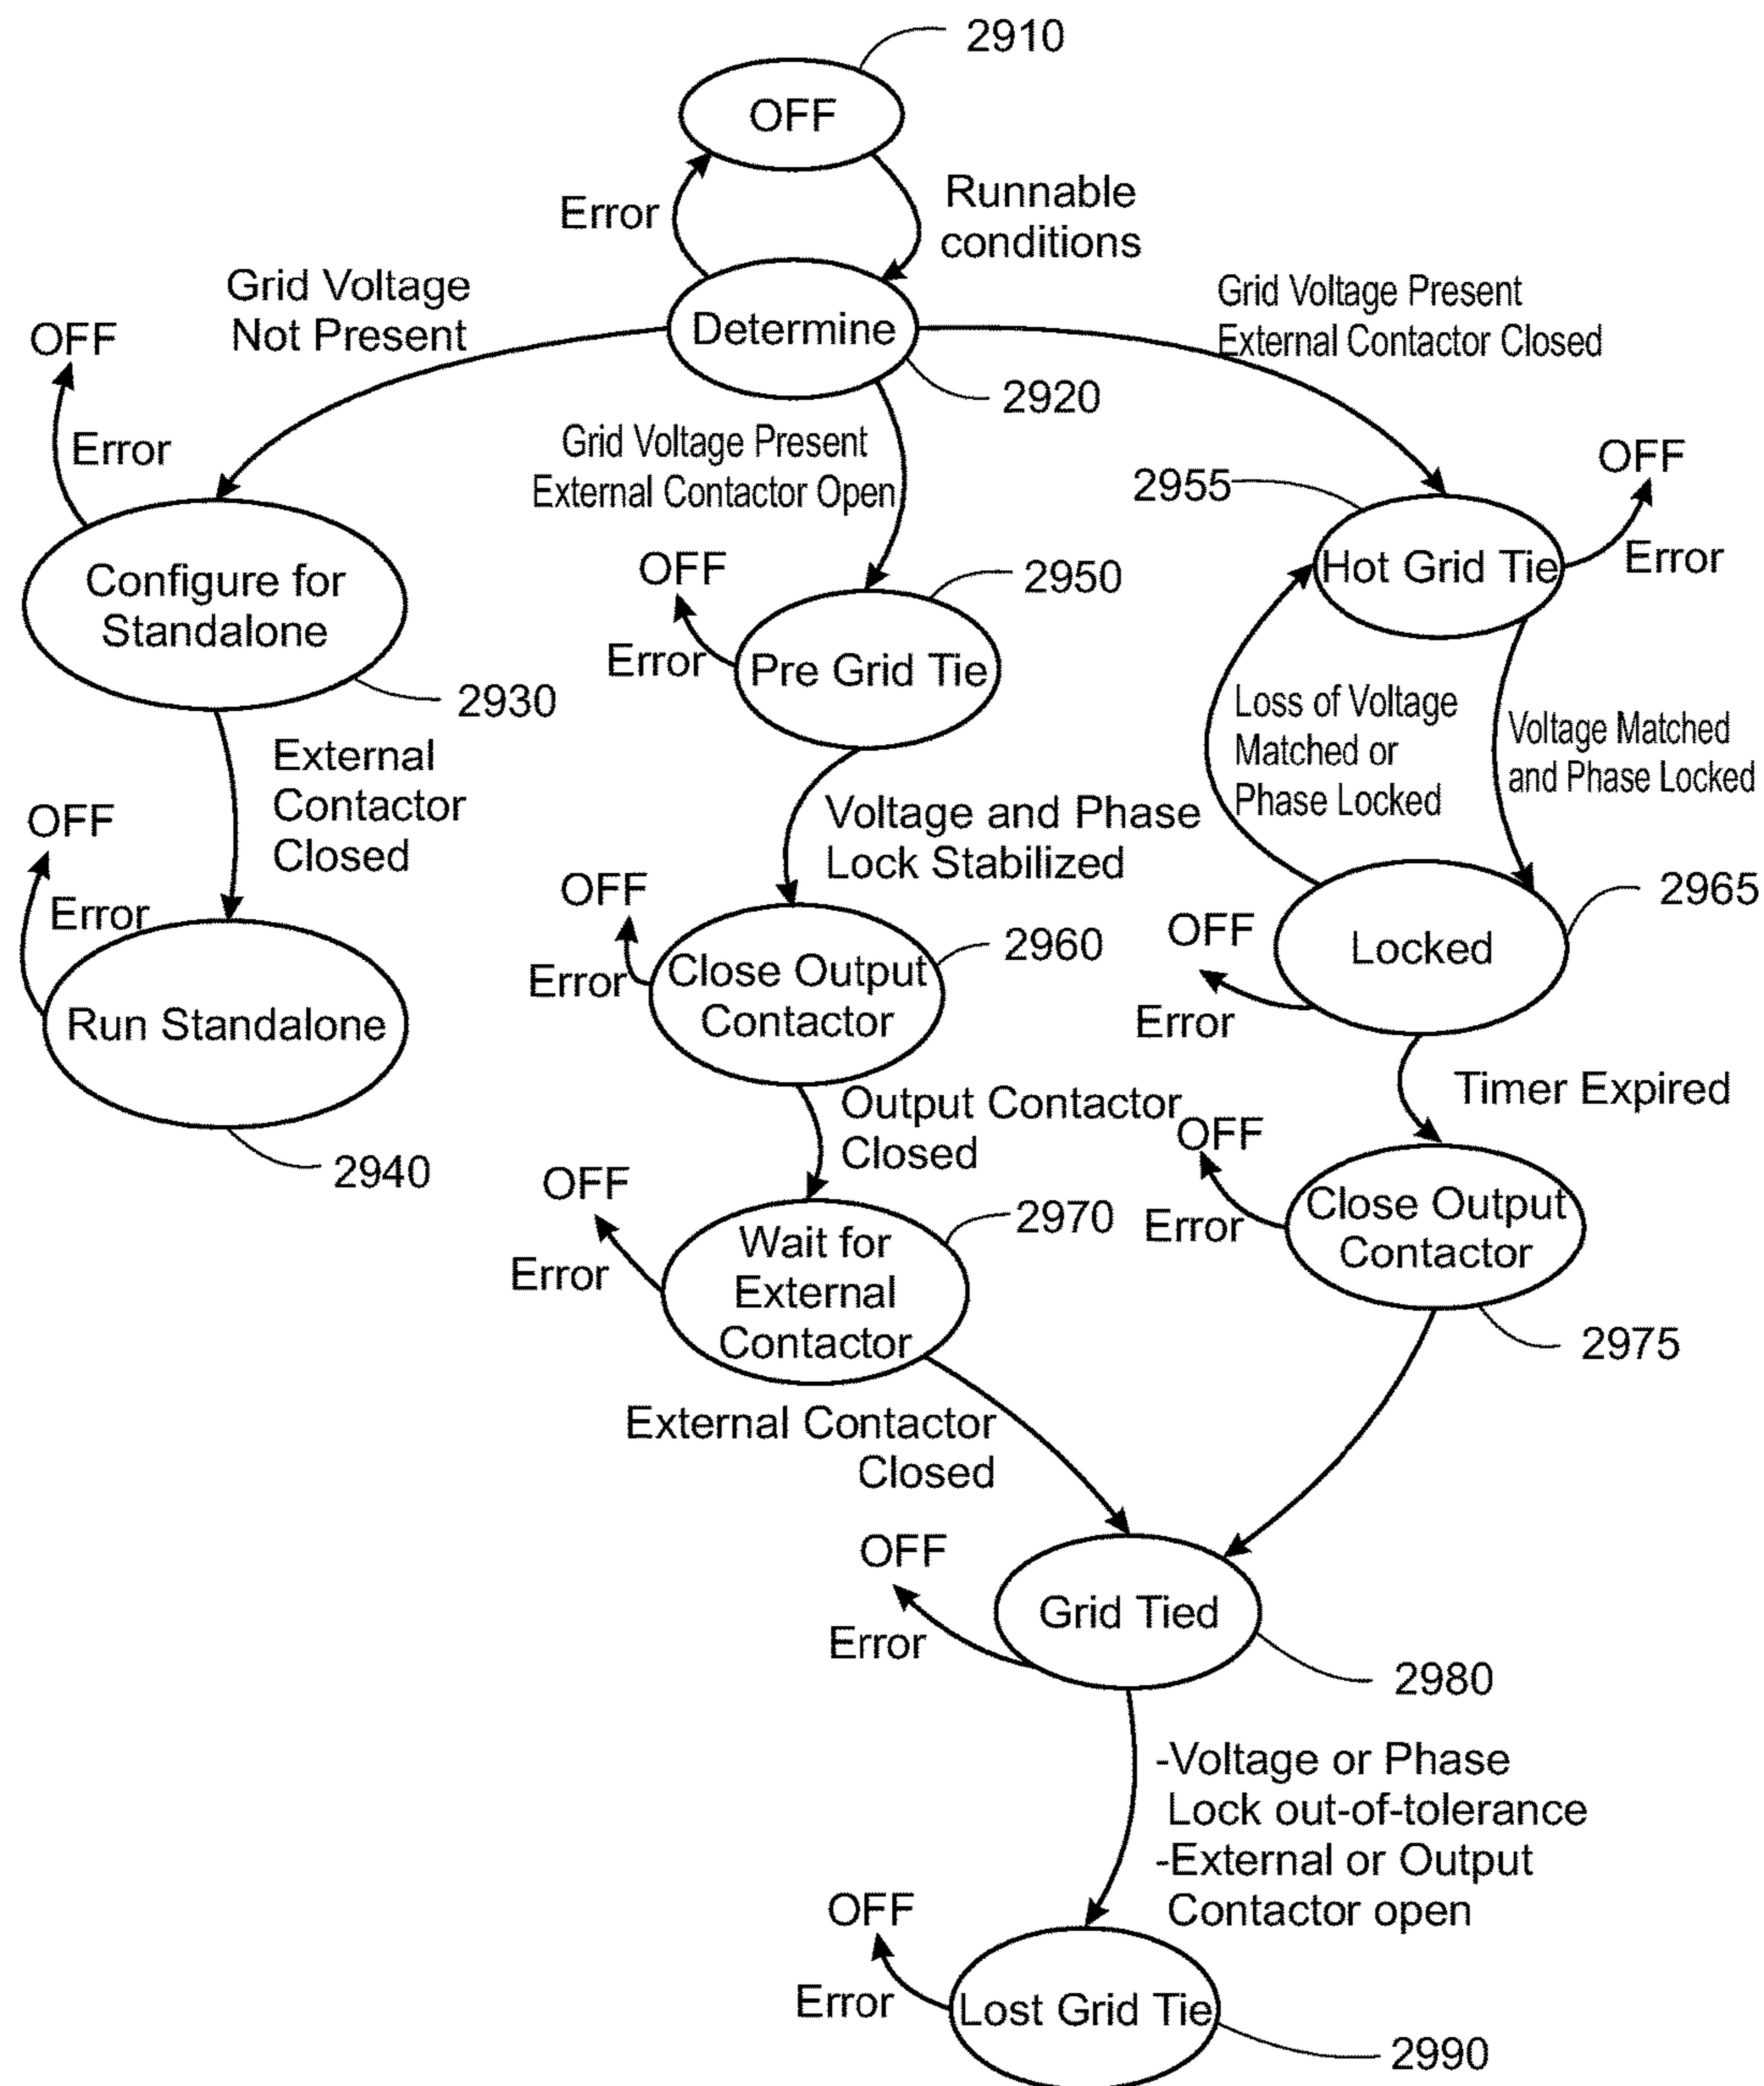 2910
OFF
Error
Runnable
conditions
Grid Voltage
Not Present
Determine
2920
Grid Voltage Present
External Contactor Closed
OFF
Error
Grid Voltage Present
External Contactor Open
2955
OFF
Error
Hot Grid Tie
Configure for
Standalone
2930
OFF
Error
2950
Pre Grid Tie
Loss of Voltage
Matched or
Phase Locked
Voltage Matched
and Phase Locked
External
Contactor
Closed
Voltage and Phase
Lock Stabilized
OFF
Error
Run Standalone
2940
OFF
Error
2960
Close Output
Contactor
2965
Locked
OFF
Error
Timer Expired
Output Contactor
Closed
OFF
Error
Close Output
Contactor
2975
OFF
Error
2970
Wait for
External
Contactor
External Contactor
Closed
OFF
Error
Grid Tied
2980
-Voltage or Phase
Lock out-of-tolerance
-External or Output
Contactor open
OFF
Error
Lost Grid Tie
2990